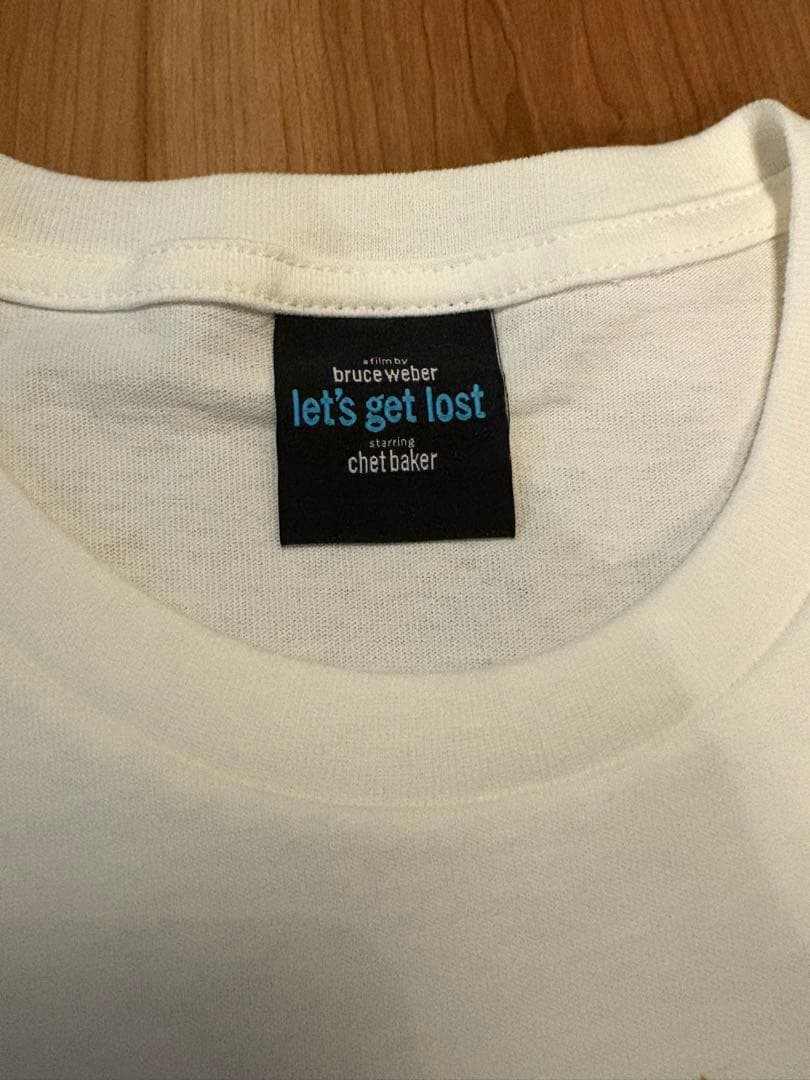 a film by
bruce weber
let's get lost
starring
chet baker